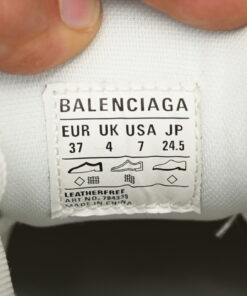 BALENCIAGA
EUR UK USA JP
37 4 7 24.5
LEATHERFREE
ART NO.
MADE IN CHINA